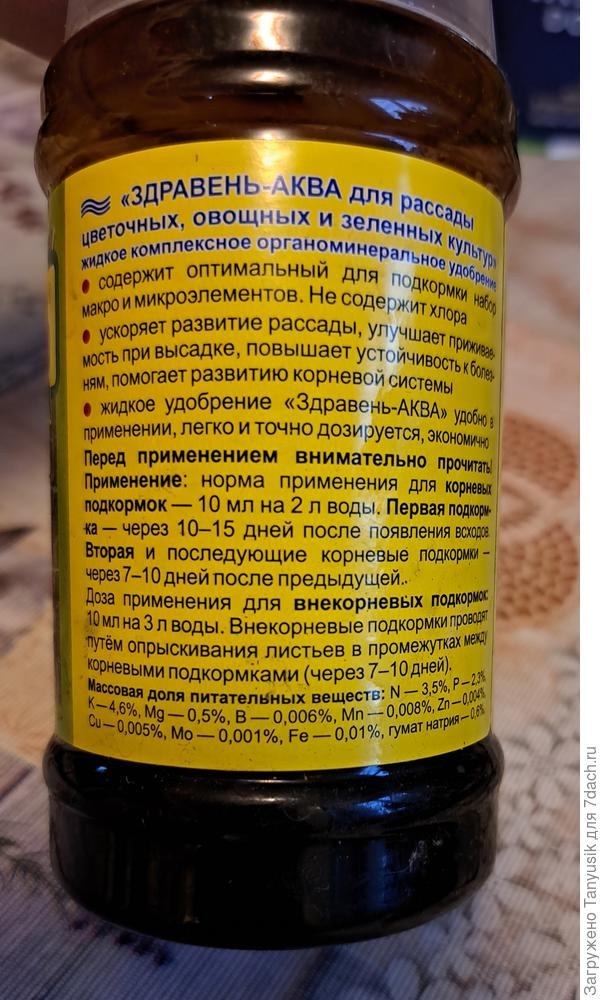 «ЗДРАВЕНЬ-АКВА для рассады
цветочных, овощных и зеленных культур»
жидкое комплексное органоминеральное удобрение
• содержит оптимальный для подкормки набор
макро и микроэлементов. Не содержит хлора
• ускоряет развитие рассады, улучшает приживае-
мость при высадке, повышает устойчивость к болез-
ням, помогает развитию корневой системы
• жидкое удобрение «Здравень-АКВА» удобно в
применении, легко и точно дозируется, экономично
Перед применением внимательно прочитать!
Применение: норма применения для корневых
подкормок — 10 мл на 2 л воды. Первая подкорм-
ка — через 10–15 дней после появления всходов.
Вторая и последующие корневые подкормки —
через 7–10 дней после предыдущей..
Доза применения для внекорневых подкормок:
10 мл на 3 л воды. Внекорневые подкормки проводят
путём опрыскивания листьев в промежутках между
корневыми подкормками (через 7–10 дней).
Массовая доля питательных веществ: N — 3,5%, P — 2,3%,
K — 4,6%, Mg — 0,5%, B — 0,006%, Mn — 0,008%, Zn — 0,004%,
Cu — 0,005%, Mo — 0,001%, Fe — 0,01%, гумат натрия — 0,6%.
Загружено Tanyusik для 7dach.ru